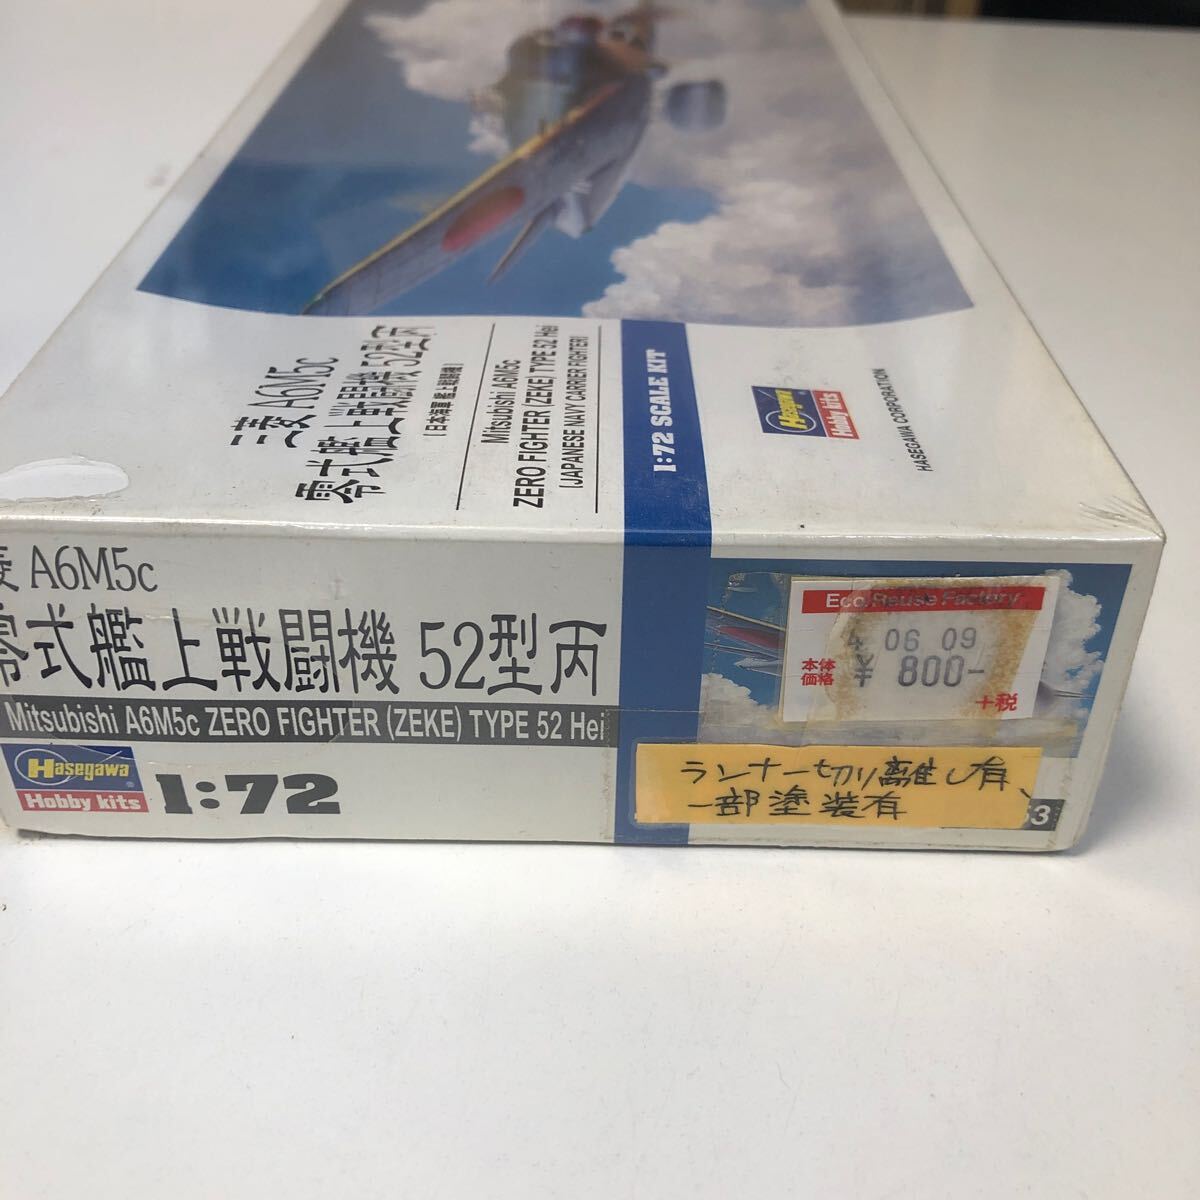 三菱 A6M5c
零式艦上戦闘機 52型丙
(日本海軍 艦上戦闘機)
Mitsubishi A6M5c
ZERO FIGHTER (ZEKE) TYPE 52 Hei
(JAPANESE NAVY CARRIER FIGHTER)
1:72 SCALE KIT
Hasegawa
Hobby kits
HASEGAWA CORPORATION
菱 A6M5c
零式艦上戦闘機 52型丙
Mitsubishi A6M5c ZERO FIGHTER (ZEKE) TYPE 52 Hei
Hasegawa
Hobby kits
1:72
Eco Reuse Factory
06 09
本体価格 ¥ 800-
+税
ランナー切り離し有、
一部塗装有
53